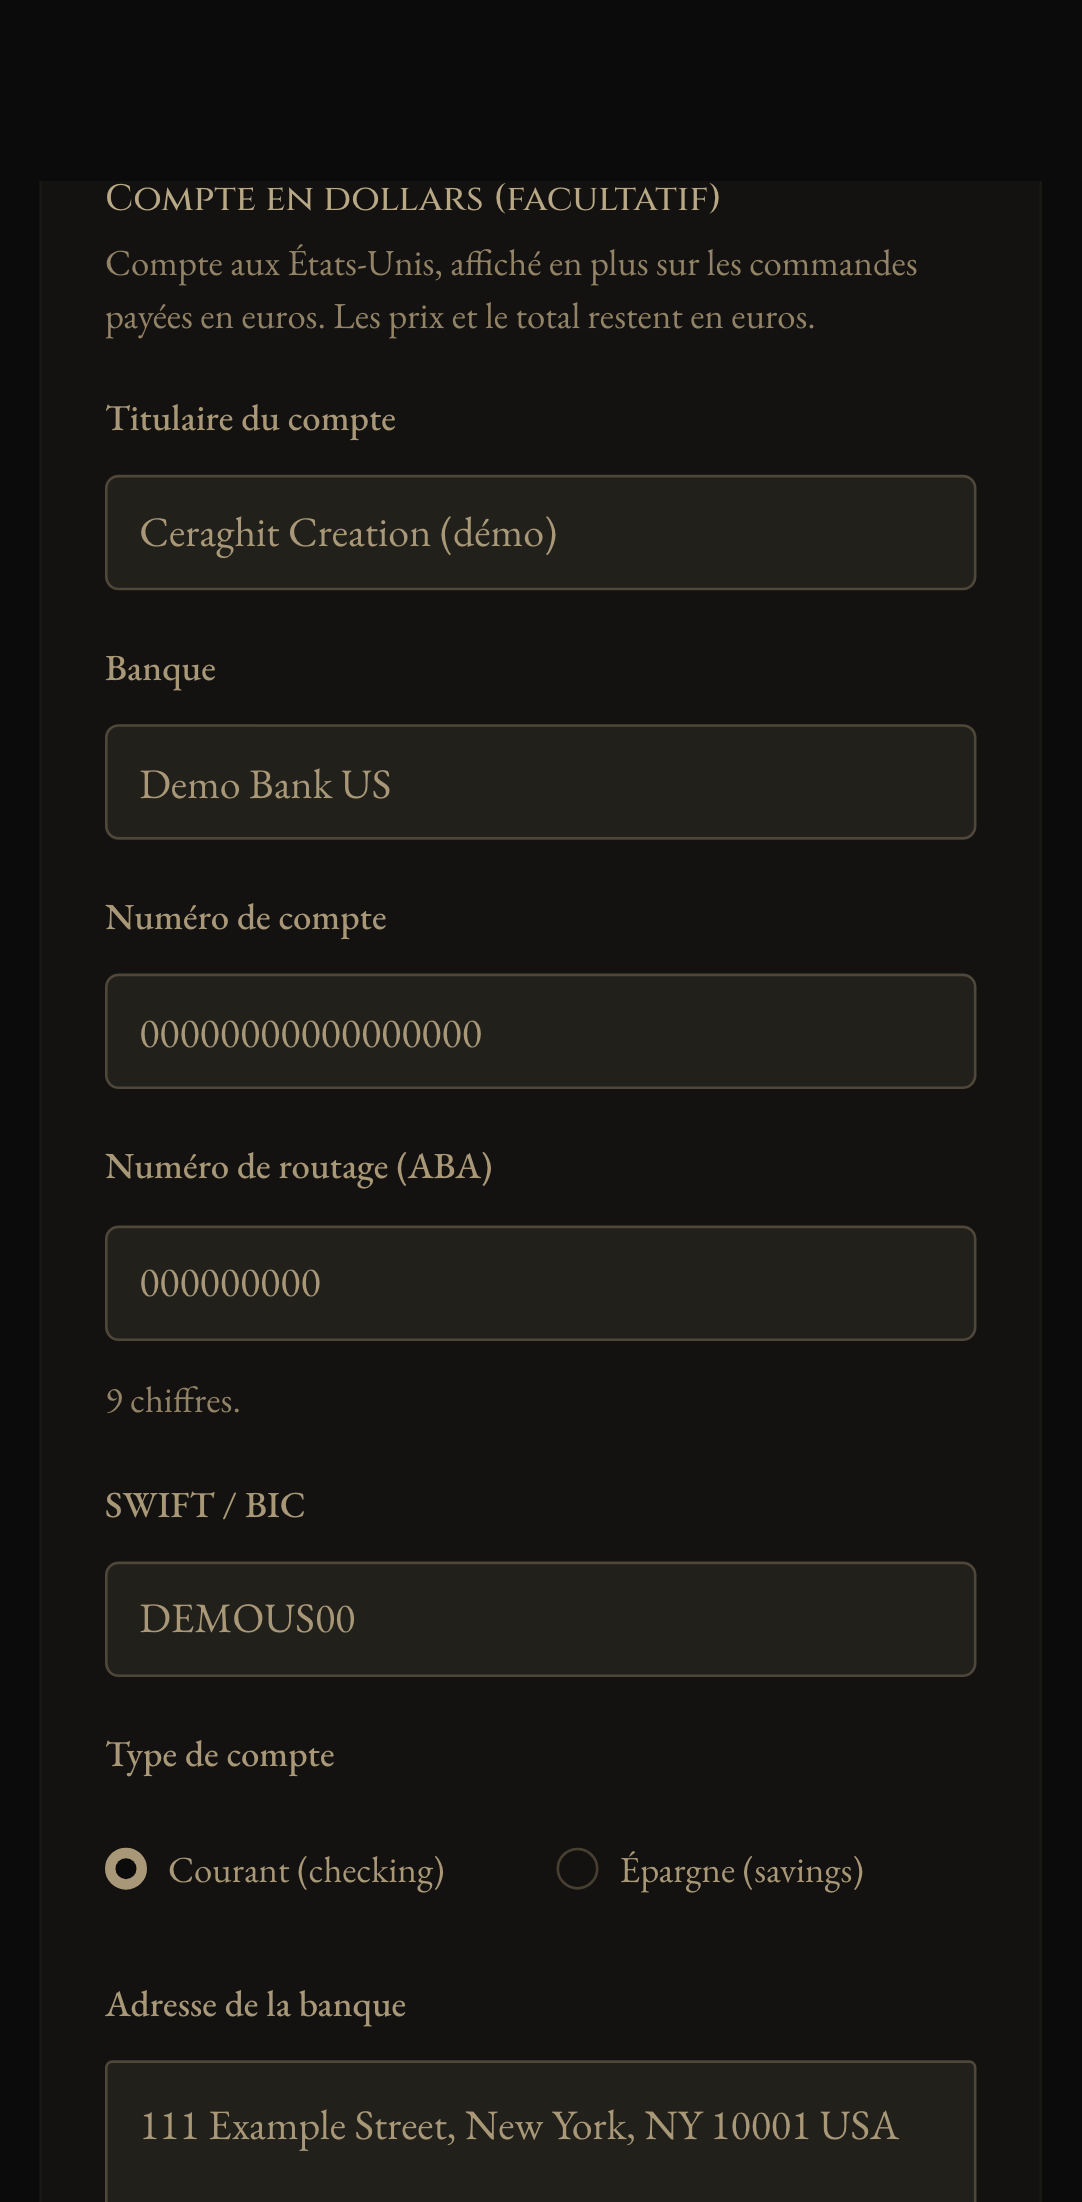 Compte en dollars (facultatif)
Compte aux États-Unis, affiché en plus sur les commandes
payées en euros. Les prix et le total restent en euros.
Titulaire du compte
Ceraghit Creation (démo)
Banque
Demo Bank US
Numéro de compte
00000000000000000
Numéro de routage (ABA)
000000000
9 chiffres.
SWIFT / BIC
DEMOUS00
Type de compte
Courant (checking) Épargne (savings)
Adresse de la banque
111 Example Street, New York, NY 10001 USA